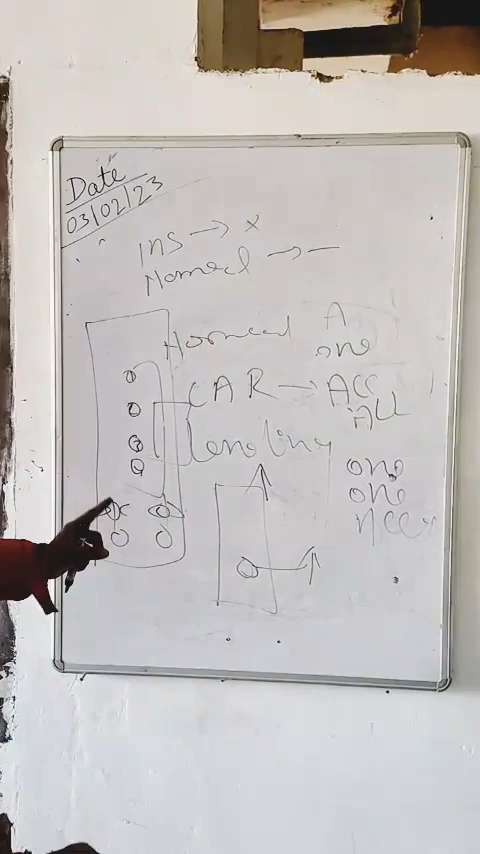 Date
03/02/23
INS → x
Normal → —
Normal A
one
CAR → ACC
ALL
landing
one
one
ACC